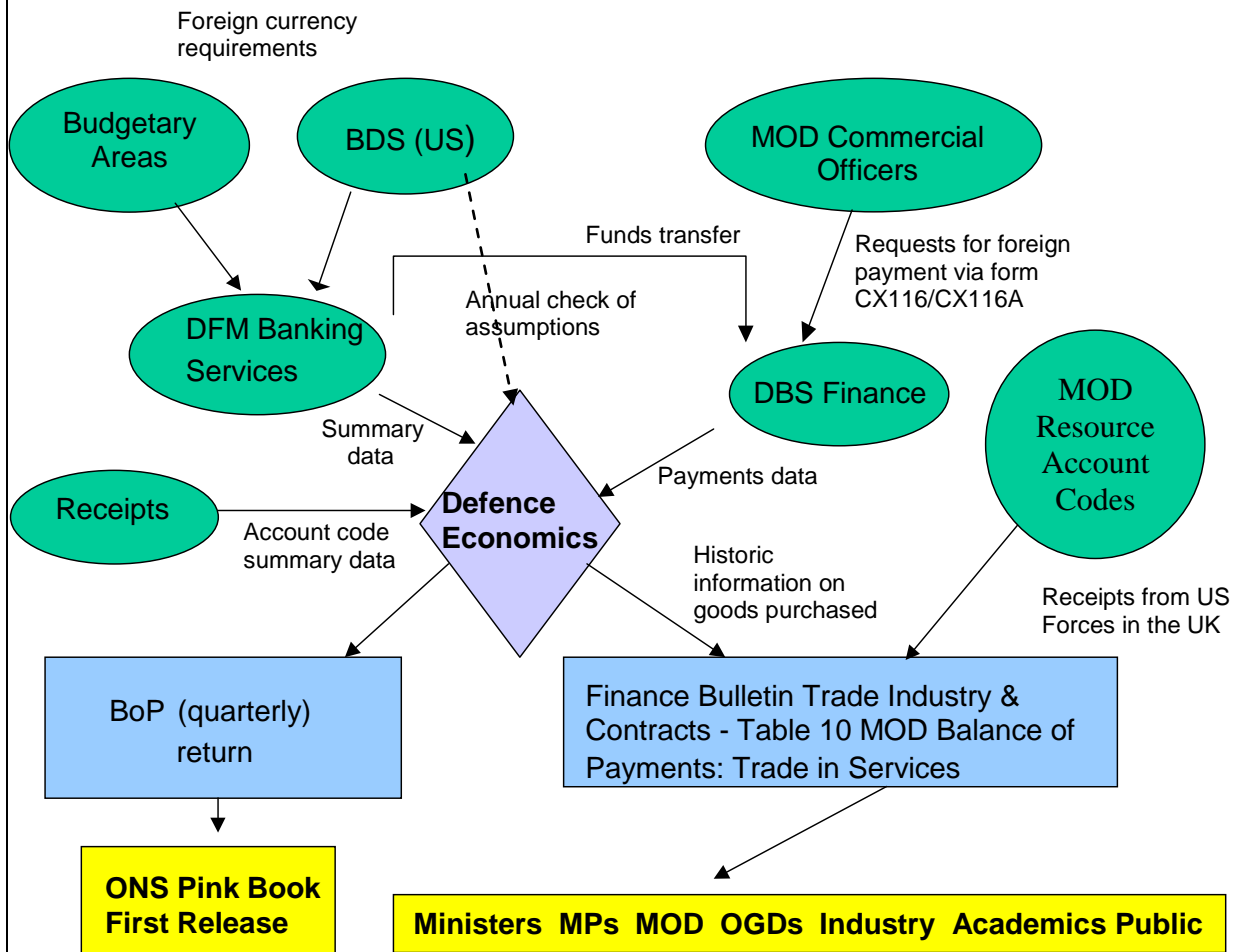 Foreign currency
requirements
Budgetary
Areas
BDS (US)
MOD Commercial
Officers
Funds transfer
Requests for foreign
payment via form
CX116/CX116A
Annual check of
assumptions
DFM Banking
Services
DBS Finance
MOD
Resource
Account
Codes
Summary
data
Payments data
Receipts
Account code
summary data
Defence
Economics
Historic
information on
goods purchased
Receipts from US
Forces in the UK
BoP (quarterly)
return
Finance Bulletin Trade Industry &
Contracts - Table 10 MOD Balance of
Payments: Trade in Services
ONS Pink Book
First Release
Ministers MPs MOD OGDs Industry Academics Public